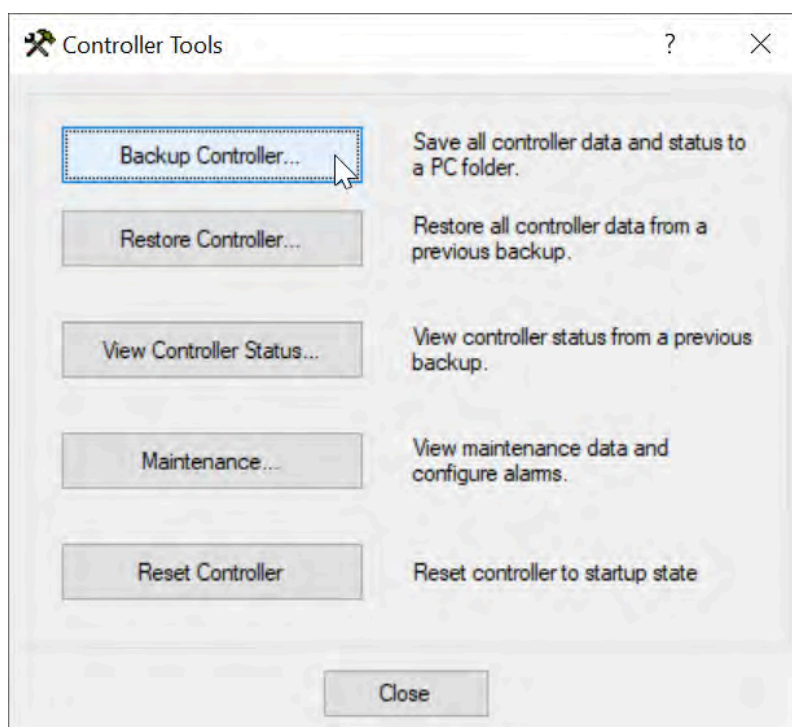 Controller Tools
?
Backup Controller...
Save all controller data and status to
a PC folder.
Restore Controller...
Restore all controller data from a
previous backup.
View Controller Status...
View controller status from a previous
backup.
Maintenance...
View maintenance data and
configure alarms.
Reset Controller
Reset controller to startup state
Close